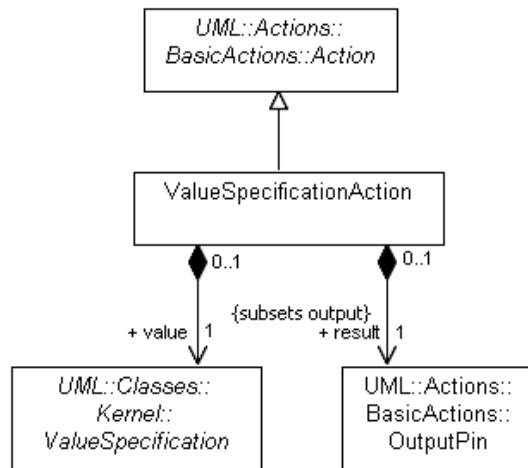 UML::Actions::
BasicActions::Action
ValueSpecificationAction
0..1
0..1
{subsets output}
+ value
1
+ result
1
UML::Classes::
Kernel::
ValueSpecification
UML::Actions::
BasicActions::
OutputPin